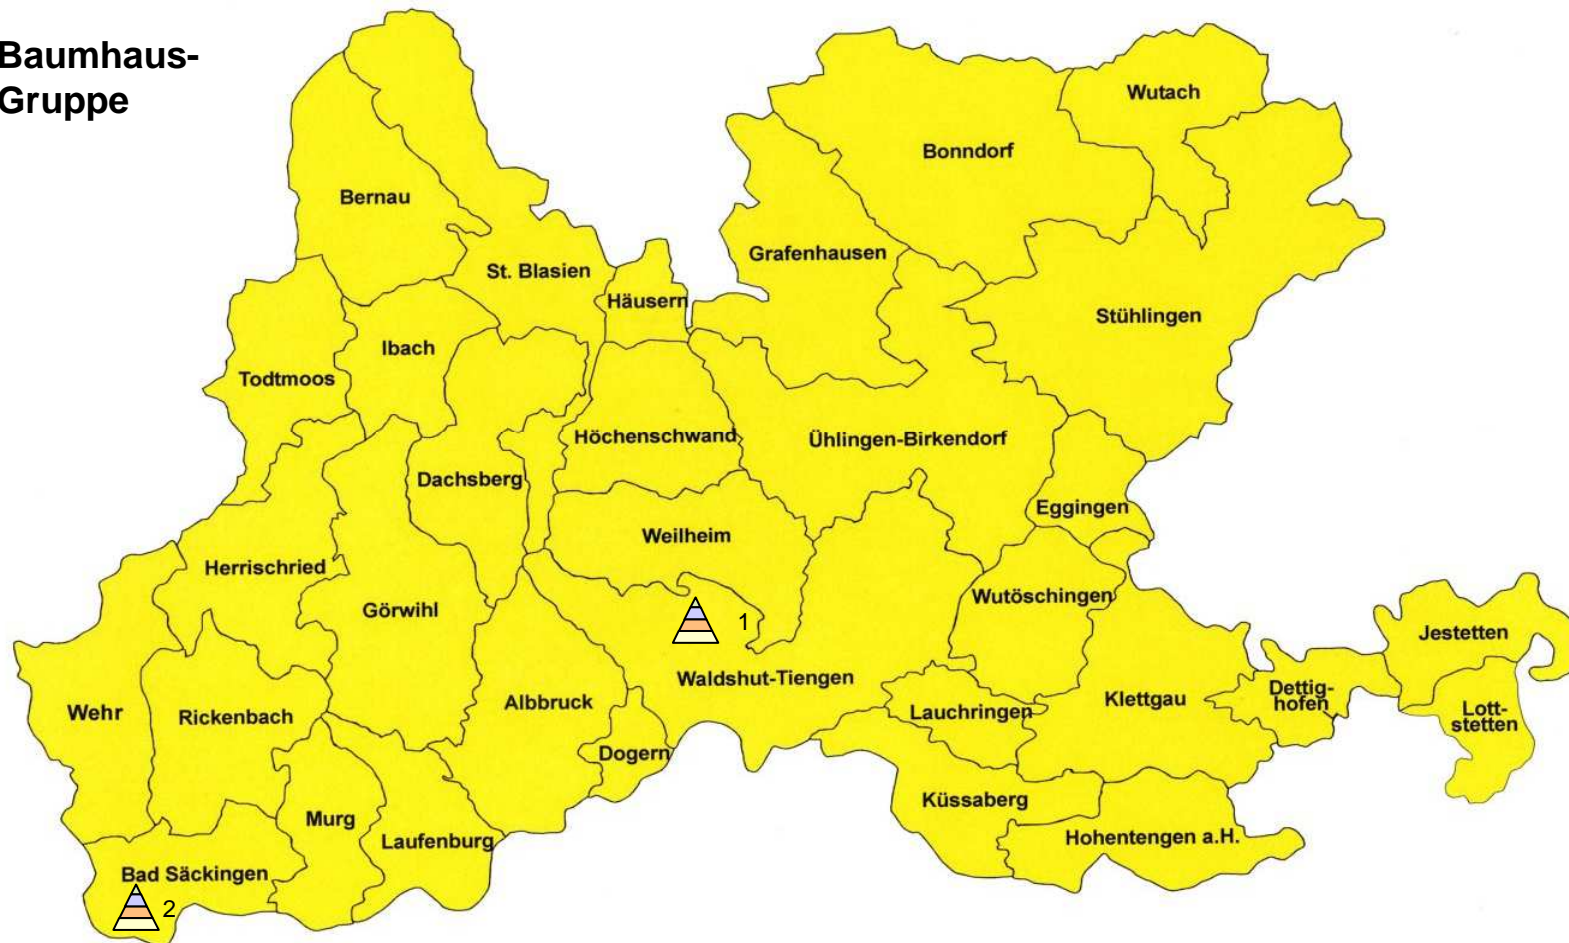 Baumhaus-
Gruppe
Wutach
Bonndorf
Bernau
Grafenhausen
St. Blasien
Häusern
Stühlingen
Ibach
Todtmoos
Höchenschwand
Ühlingen-Birkendorf
Dachsberg
Eggingen
Weilheim
Herrischried
Wutöschingen
Görwihl
1
Jestetten
Waldshut-Tiengen
Dettig-
hofen
Klettgau
Albbruck
Wehr
Rickenbach
Lauchringen
Lott-
stetten
Dogern
Küssaberg
Murg
Hohentengen a.H.
Laufenburg
Bad Säckingen
2